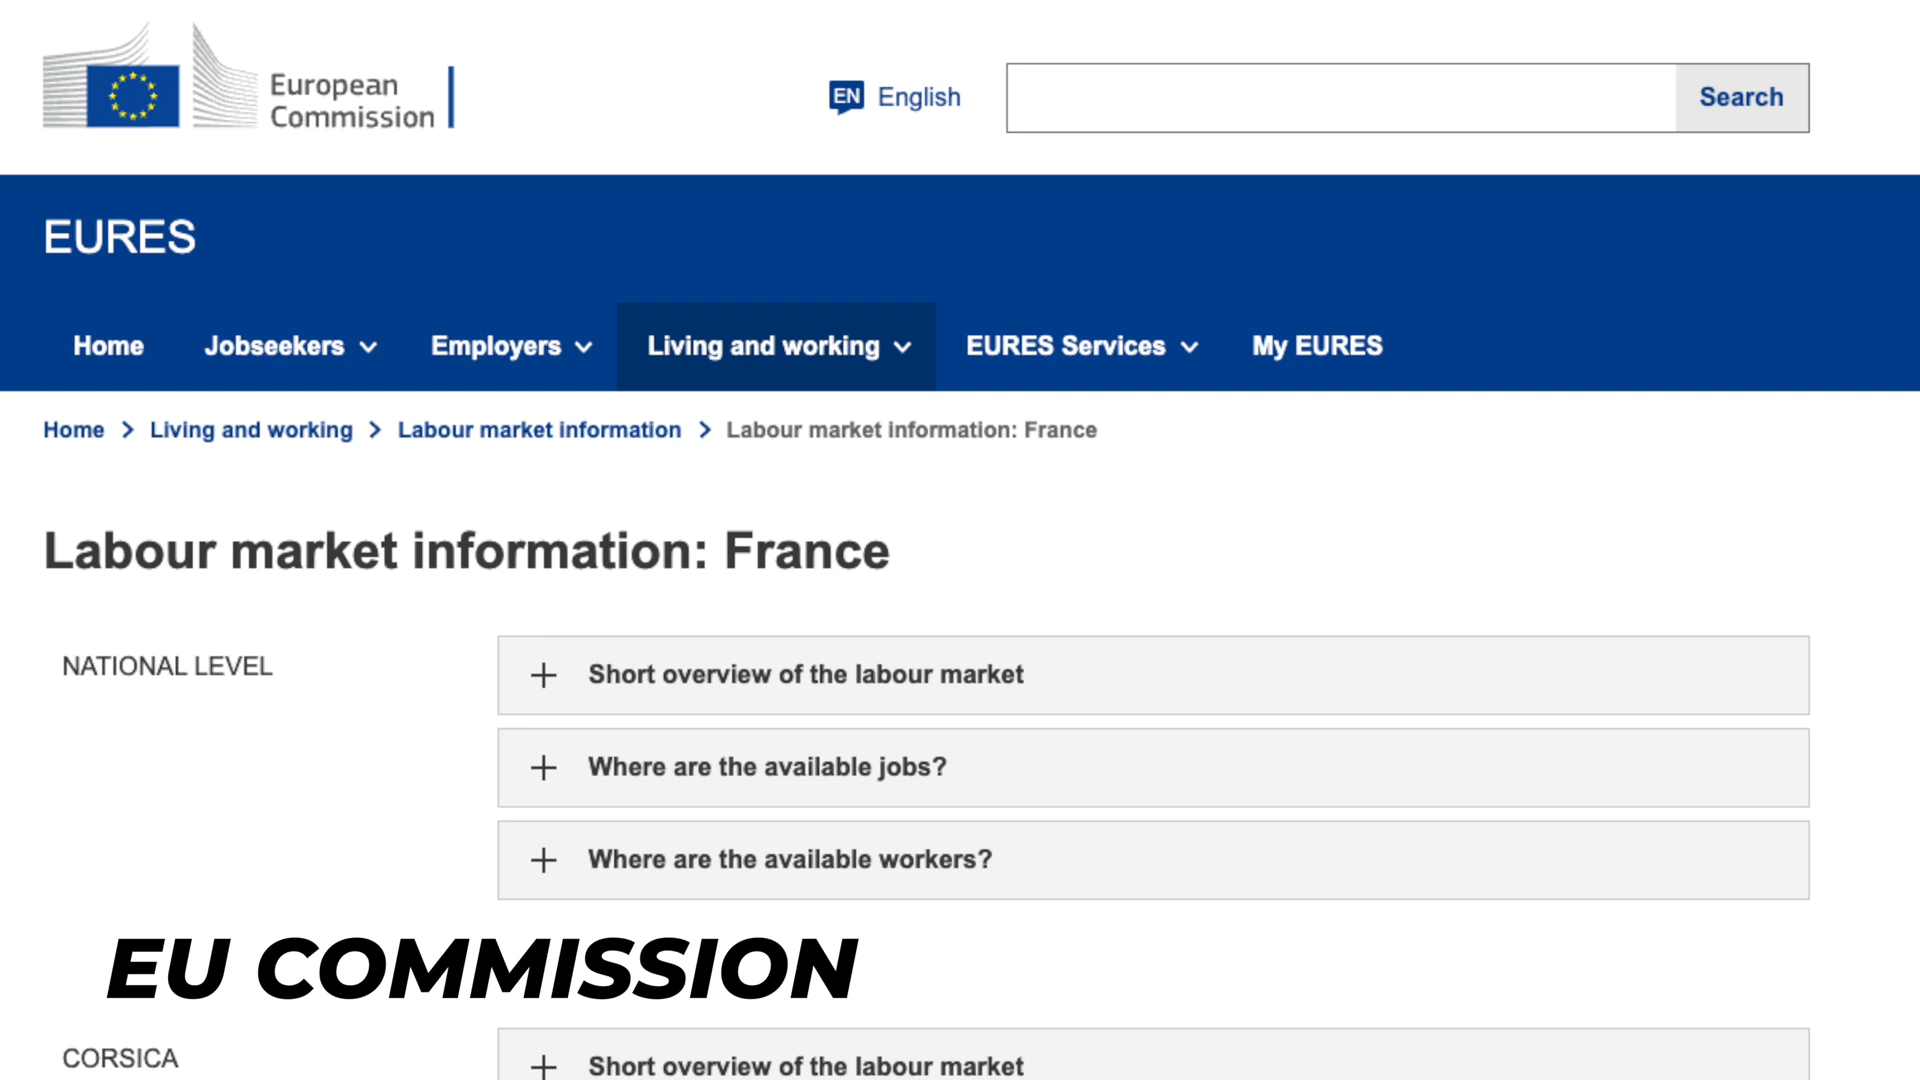 European
Commission
EN English
Search
EURES
Home Jobseekers Employers Living and working EURES Services My EURES
Home > Living and working > Labour market information > Labour market information: France
Labour market information: France
NATIONAL LEVEL
+ Short overview of the labour market
+ Where are the available jobs?
+ Where are the available workers?
EU COMMISSION
CORSICA
+ Short overview of the labour market